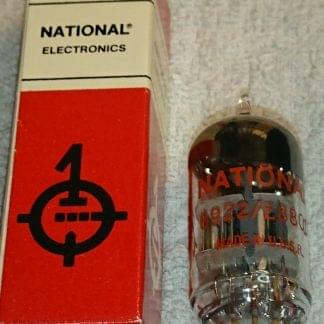 NATIONAL®
ELECTRONICS
NATIONAL
6922/E88CC
MADE IN U.S.S.R.